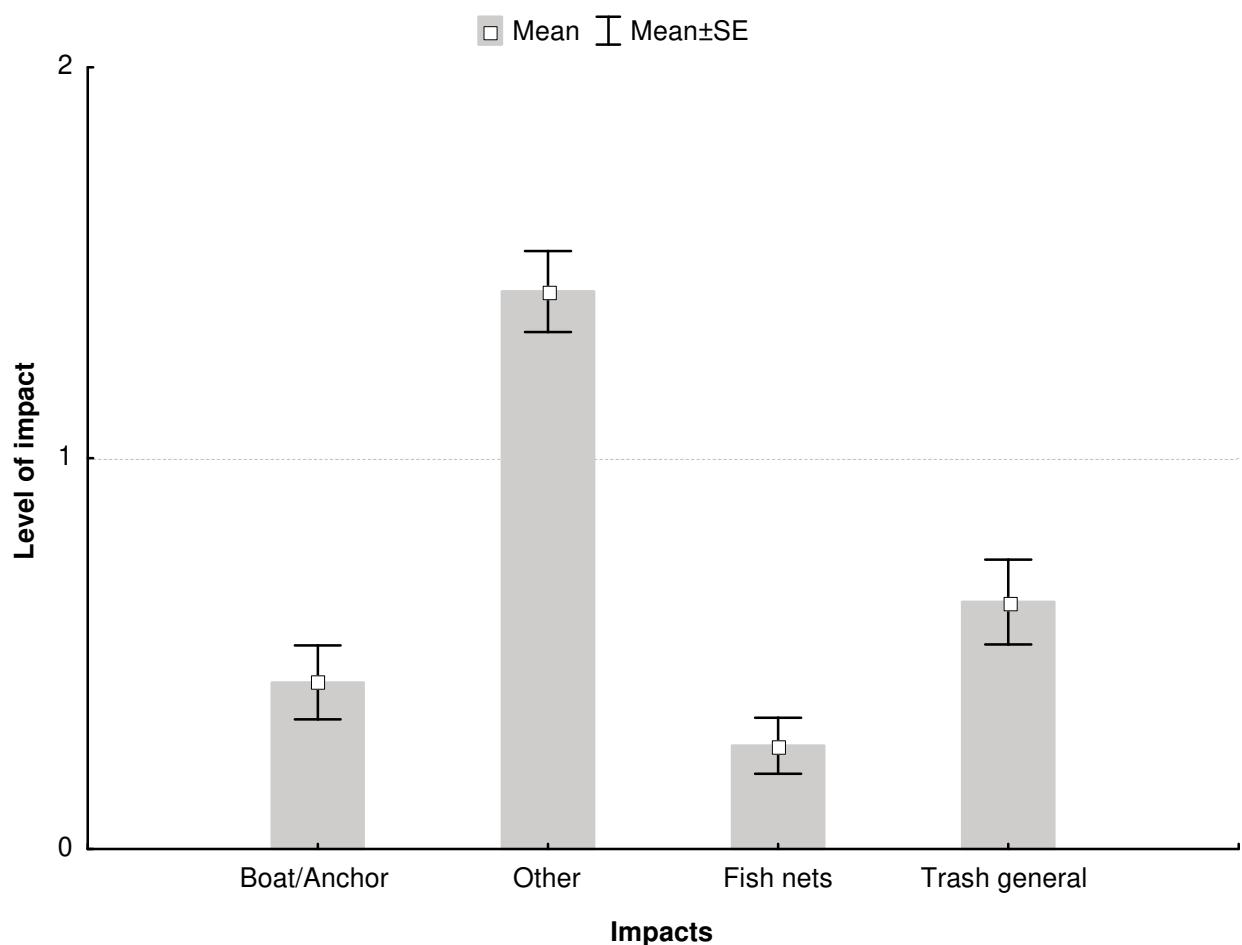 Mean Mean±SE
2
1
0
Level of impact
Boat/Anchor Other Fish nets Trash general
Impacts